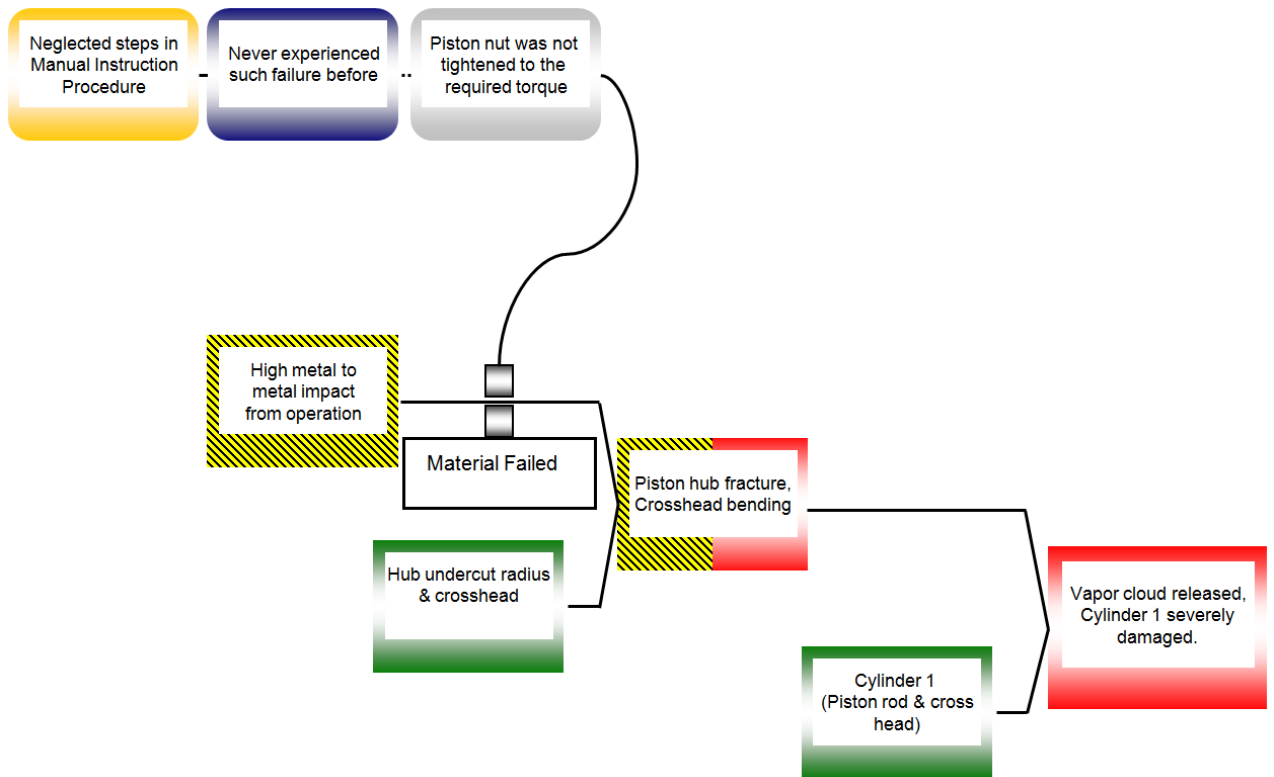 Neglected steps in
Manual Instruction
Procedure
Never experienced
such failure before
Piston nut was not
tightened to the
required torque
High metal to
metal impact
from operation
Material Failed
Piston hub fracture,
Crosshead bending
Hub undercut radius
& crosshead
Vapor cloud released,
Cylinder 1 severely
damaged.
Cylinder 1
(Piston rod & cross
head)